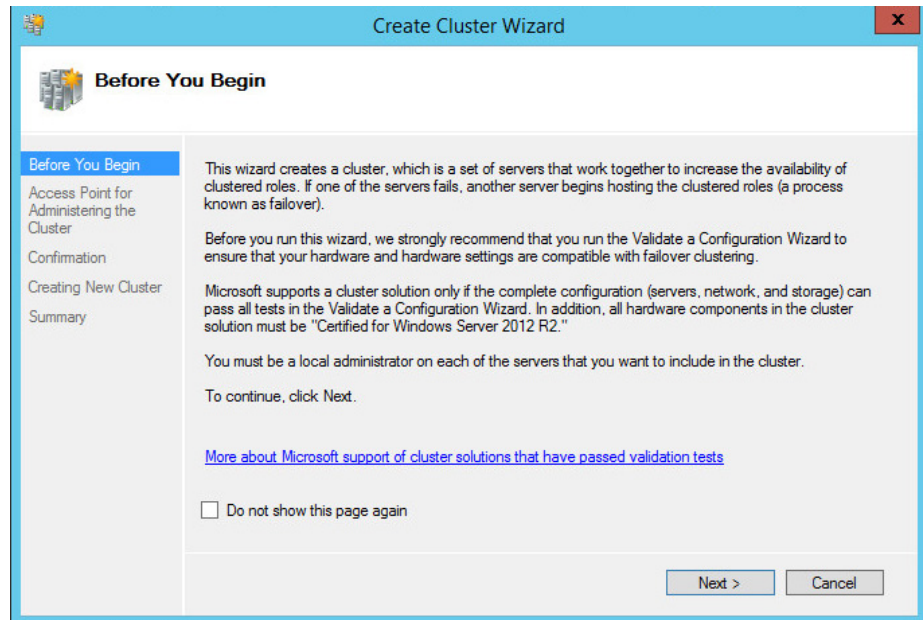 Create Cluster Wizard
x
Before You Begin
Before You Begin
Access Point for
Administering the
Cluster
Confirmation
Creating New Cluster
Summary
This wizard creates a cluster, which is a set of servers that work together to increase the availability of
clustered roles. If one of the servers fails, another server begins hosting the clustered roles (a process
known as failover).
Before you run this wizard, we strongly recommend that you run the Validate a Configuration Wizard to
ensure that your hardware and hardware settings are compatible with failover clustering.
Microsoft supports a cluster solution only if the complete configuration (servers, network, and storage) can
pass all tests in the Validate a Configuration Wizard. In addition, all hardware components in the cluster
solution must be "Certified for Windows Server 2012 R2."
You must be a local administrator on each of the servers that you want to include in the cluster.
To continue, click Next.
More about Microsoft support of cluster solutions that have passed validation tests
Do not show this page again
Next >
Cancel